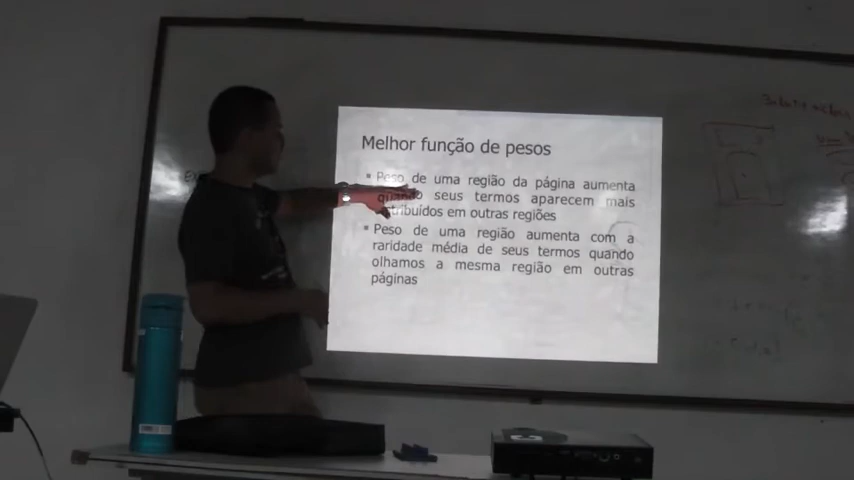 Melhor função de pesos
▪ Peso de uma região da página aumenta
quando seus termos aparecem mais
distribuídos em outras regiões
▪ Peso de uma região aumenta com a
raridade média de seus termos quando
olhamos a mesma região em outras
páginas